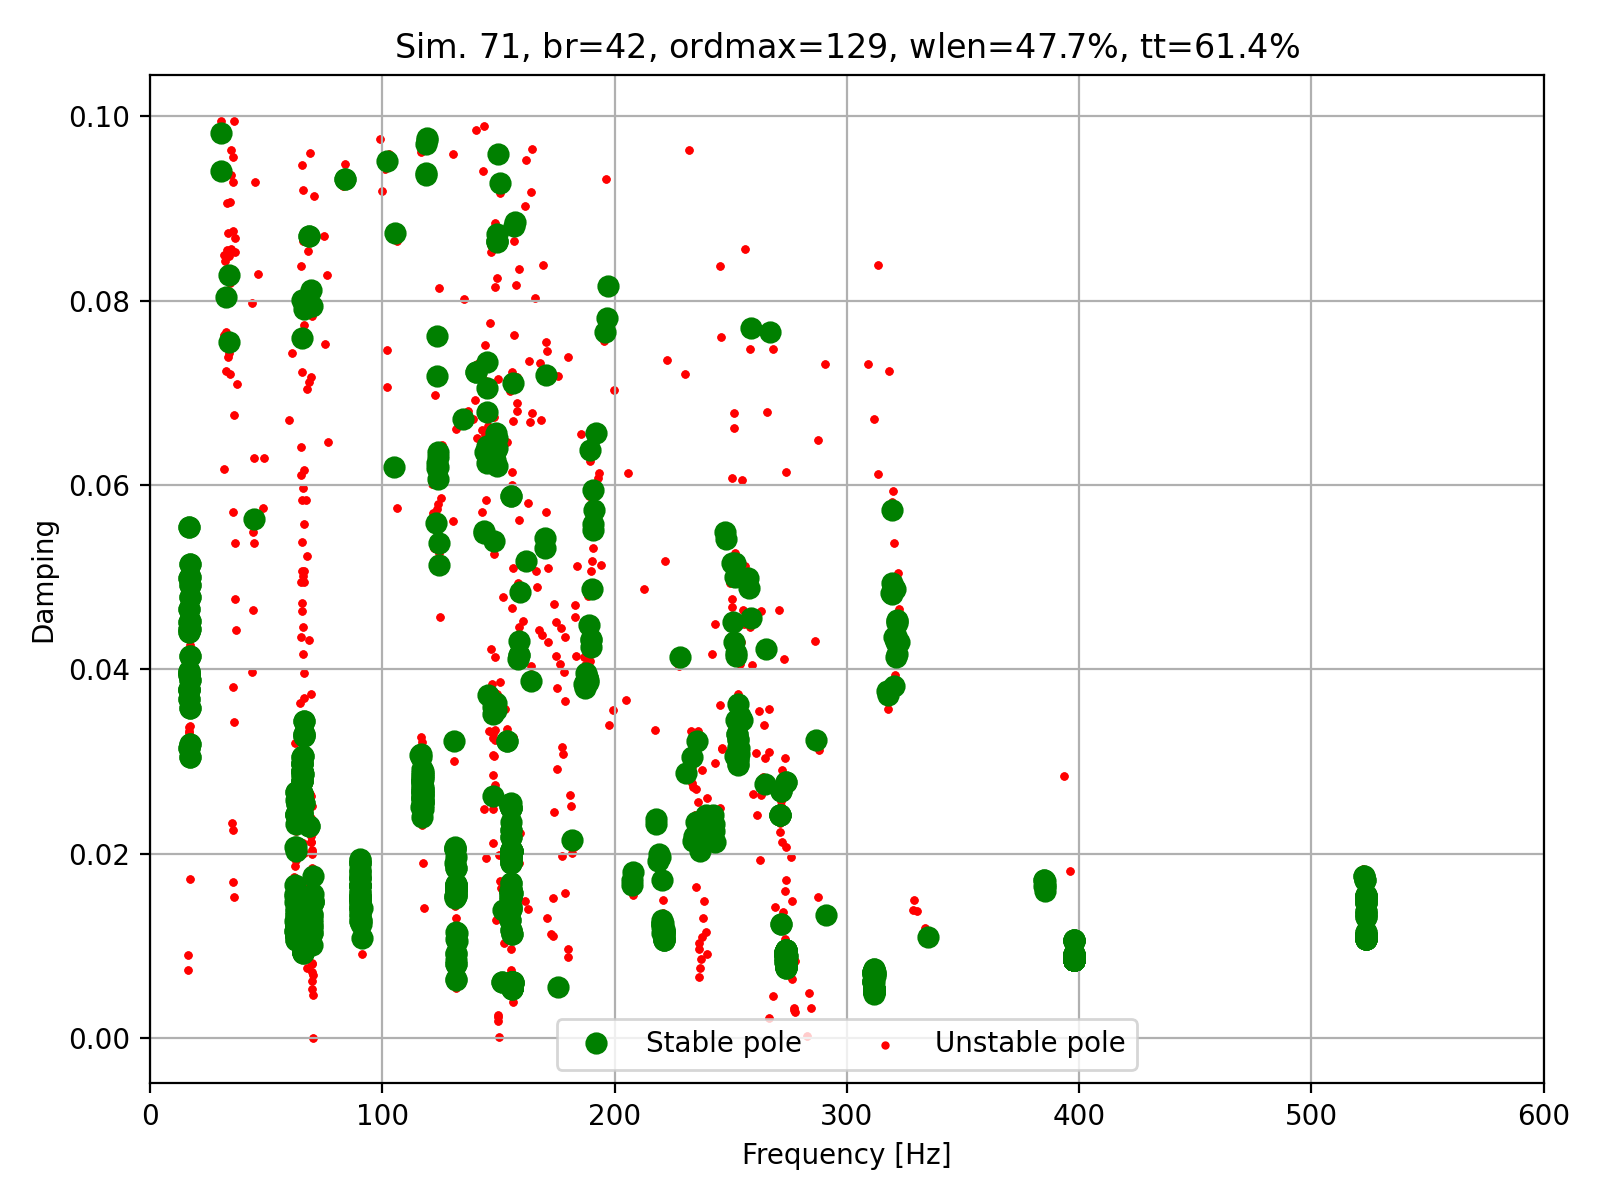 Sim. 71, br=42, ordmax=129, wlen=47.7%, tt=61.4%
0.10
0.08
0.06
0.04
0.02
0.00
Damping
Stable pole
Unstable pole
0
100
200
300
400
500
600
Frequency [Hz]